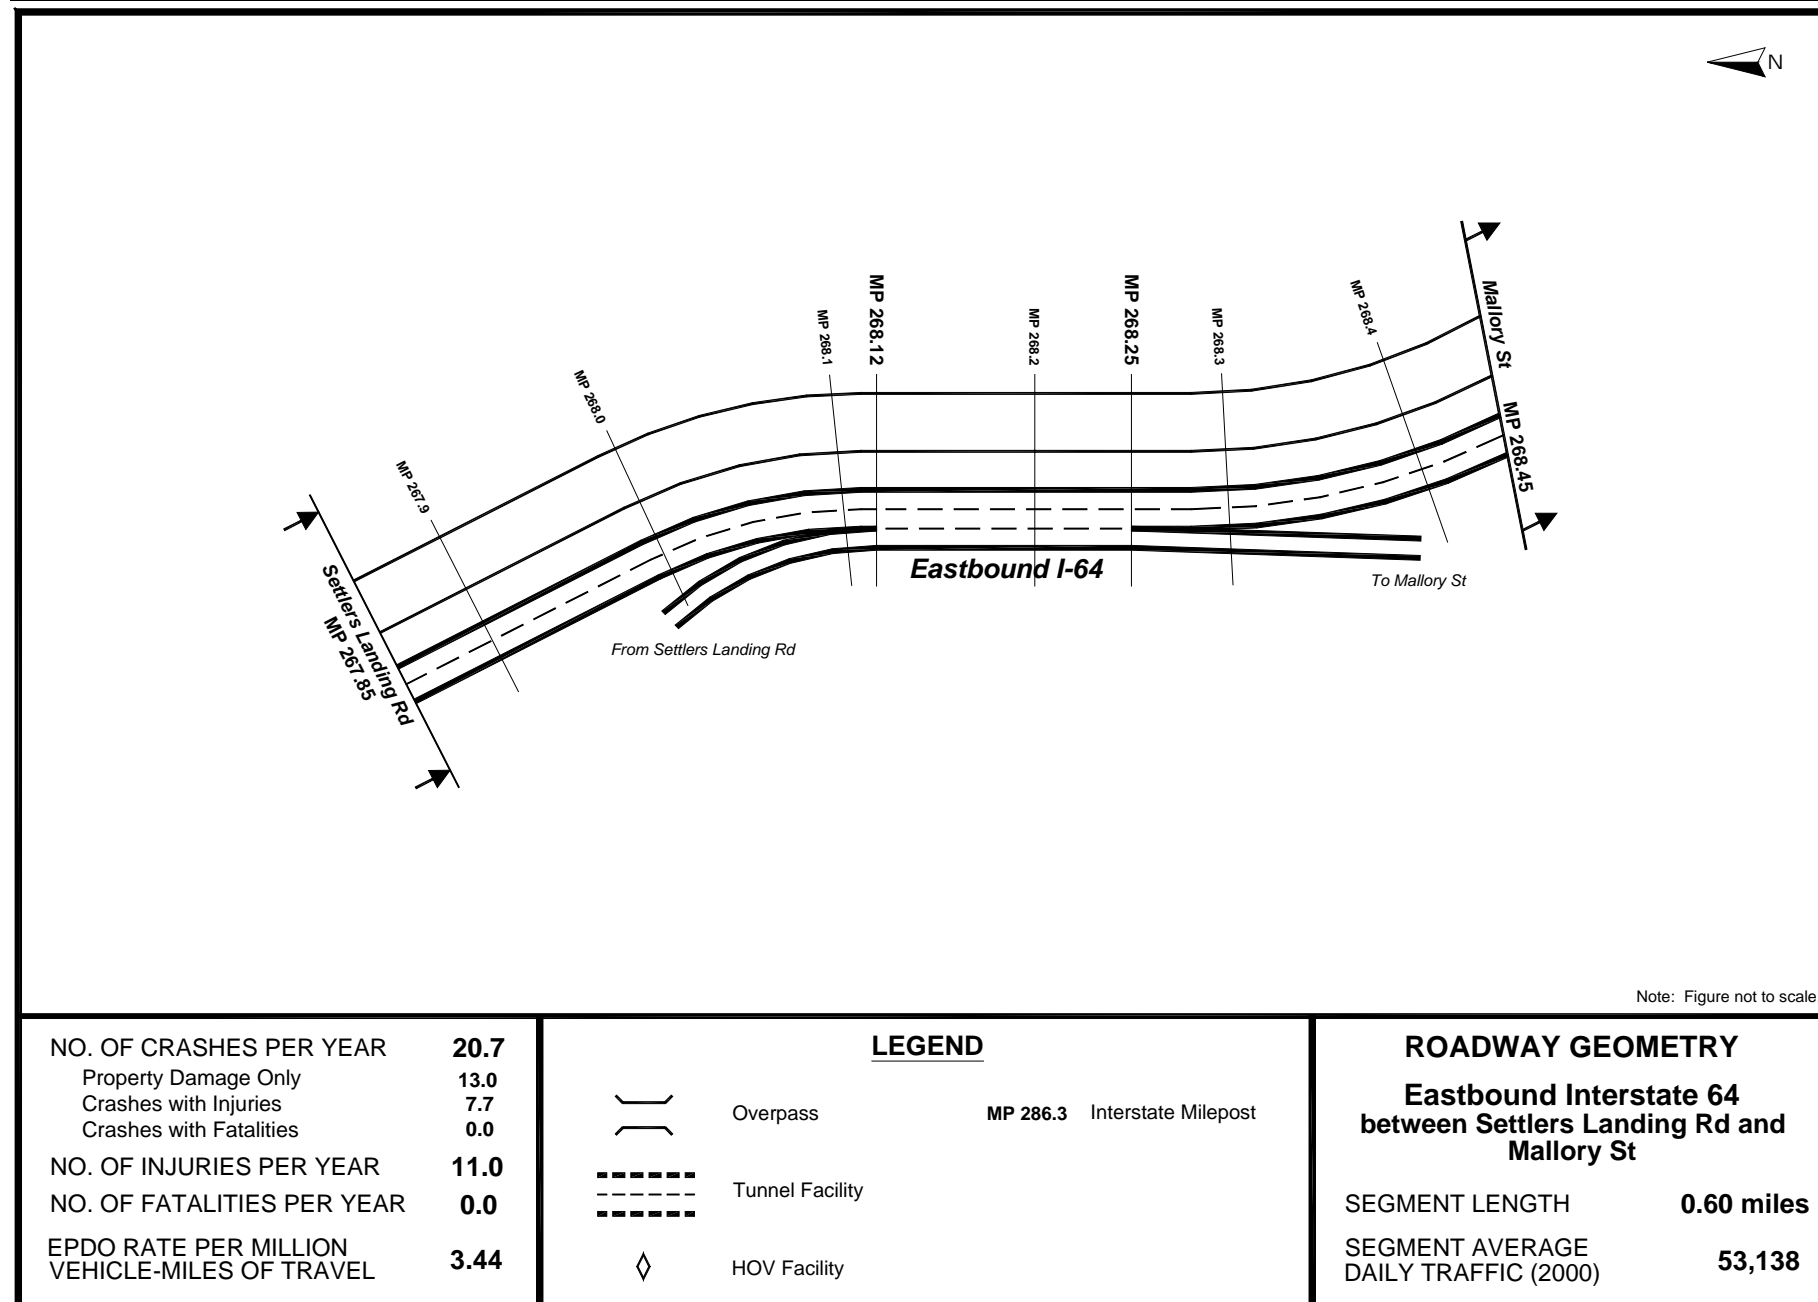 N
Mallory St
MP 268.45
MP 268.4
MP 268.3
MP 268.25
MP 268.2
MP 268.12
MP 268.1
MP 268.0
MP 267.9
Settlers Landing Rd
MP 267.85
Eastbound I-64
To Mallory St
From Settlers Landing Rd
Note: Figure not to scale
NO. OF CRASHES PER YEAR 20.7
Property Damage Only 13.0
Crashes with Injuries 7.7
Crashes with Fatalities 0.0
NO. OF INJURIES PER YEAR 11.0
NO. OF FATALITIES PER YEAR 0.0
EPDO RATE PER MILLION
VEHICLE-MILES OF TRAVEL 3.44
LEGEND
Overpass
MP 286.3 Interstate Milepost
Tunnel Facility
HOV Facility
ROADWAY GEOMETRY
Eastbound Interstate 64
between Settlers Landing Rd and
Mallory St
SEGMENT LENGTH 0.60 miles
SEGMENT AVERAGE
DAILY TRAFFIC (2000) 53,138